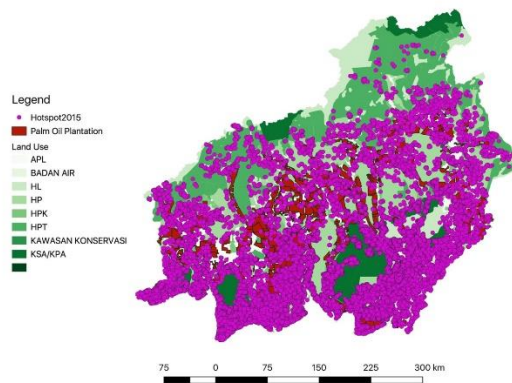 Legend
Hotspot2015
Palm Oil Plantation
Land Use
APL
BADAN AIR
HL
HP
HPK
HPT
KAWASAN KONSERVASI
KSA/KPA
75 0 75 150 225 300 km